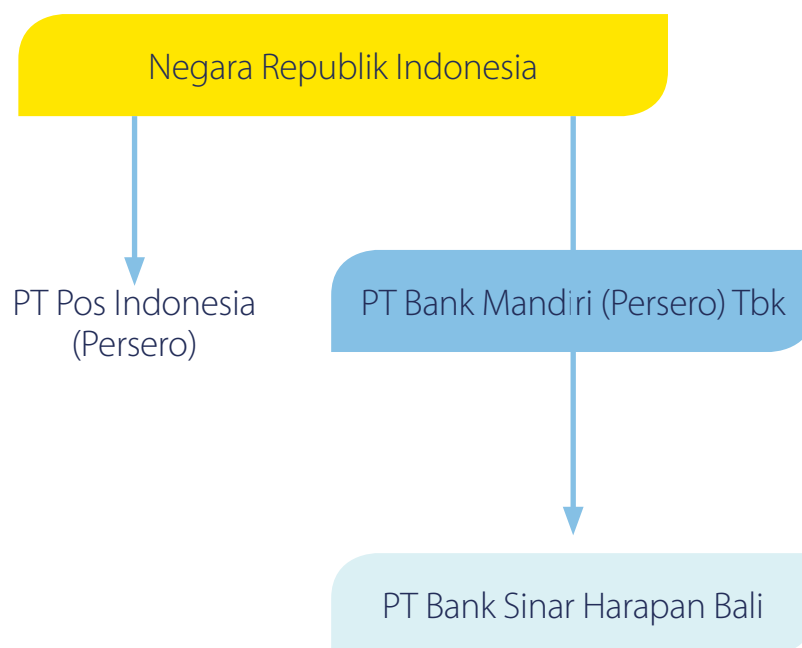 Negara Republik Indonesia
PT Pos Indonesia
(Persero)
PT Bank Mandiri (Persero) Tbk
PT Bank Sinar Harapan Bali